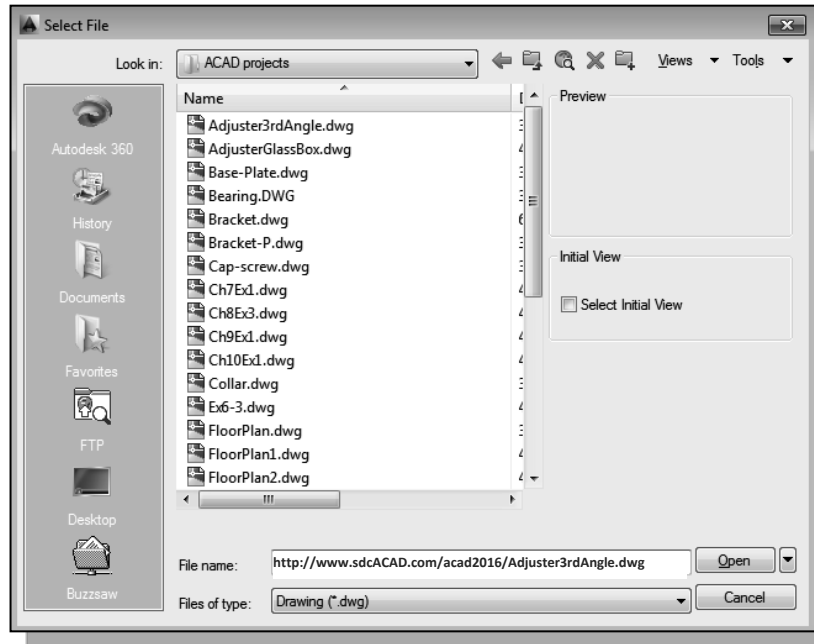 Select File
Look in: ACAD projects Views Tools
Autodesk 360
History
Documents
Favorites
FTP
Desktop
Buzzsaw
Name
Adjuster3rdAngle.dwg
AdjusterGlassBox.dwg
Base-Plate.dwg
Bearing.DWG
Bracket.dwg
Bracket-P.dwg
Cap-screw.dwg
Ch7Ex1.dwg
Ch8Ex3.dwg
Ch9Ex1.dwg
Ch10Ex1.dwg
Collar.dwg
Ex6-3.dwg
FloorPlan.dwg
FloorPlan1.dwg
FloorPlan2.dwg
Preview
Initial View
Select Initial View
File name: http://www.sdcACAD.com/acad2016/Adjuster3rdAngle.dwg Open
Files of type: Drawing (*.dwg) Cancel